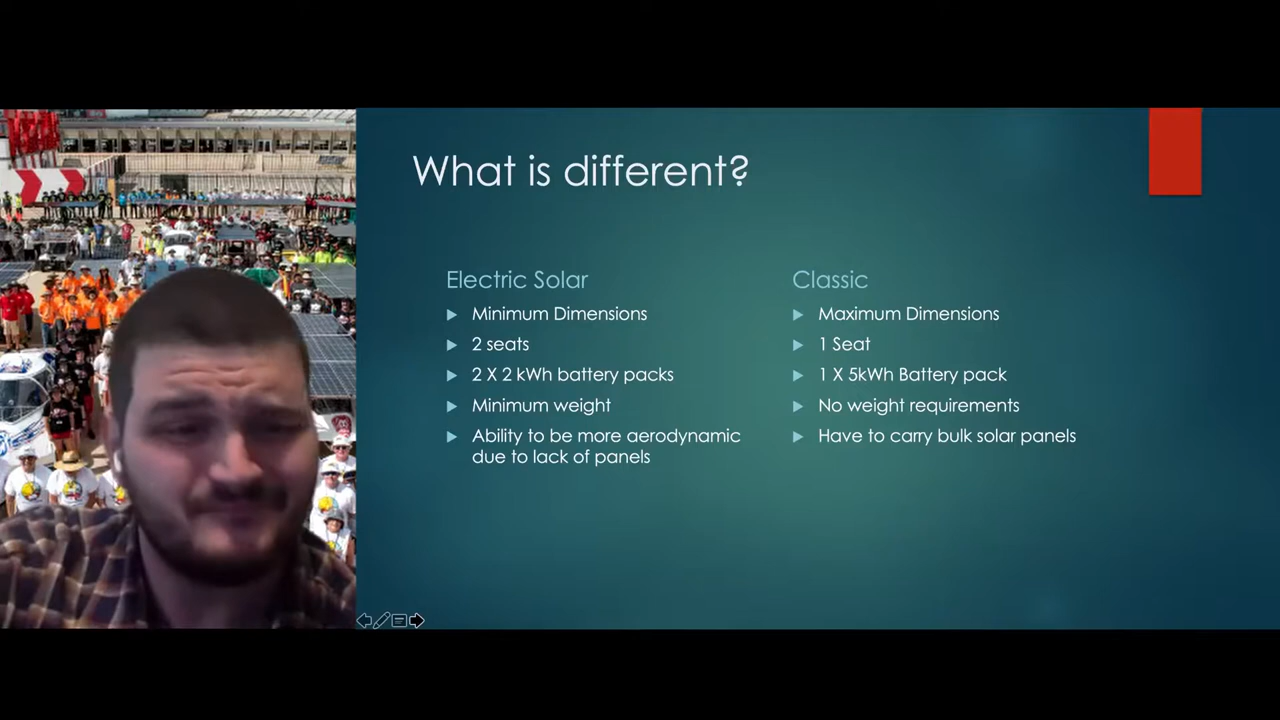 What is different?
Electric Solar
Minimum Dimensions
2 seats
2 X 2 kWh battery packs
Minimum weight
Ability to be more aerodynamic
due to lack of panels
Classic
Maximum Dimensions
1 Seat
1 X 5kWh Battery pack
No weight requirements
Have to carry bulk solar panels